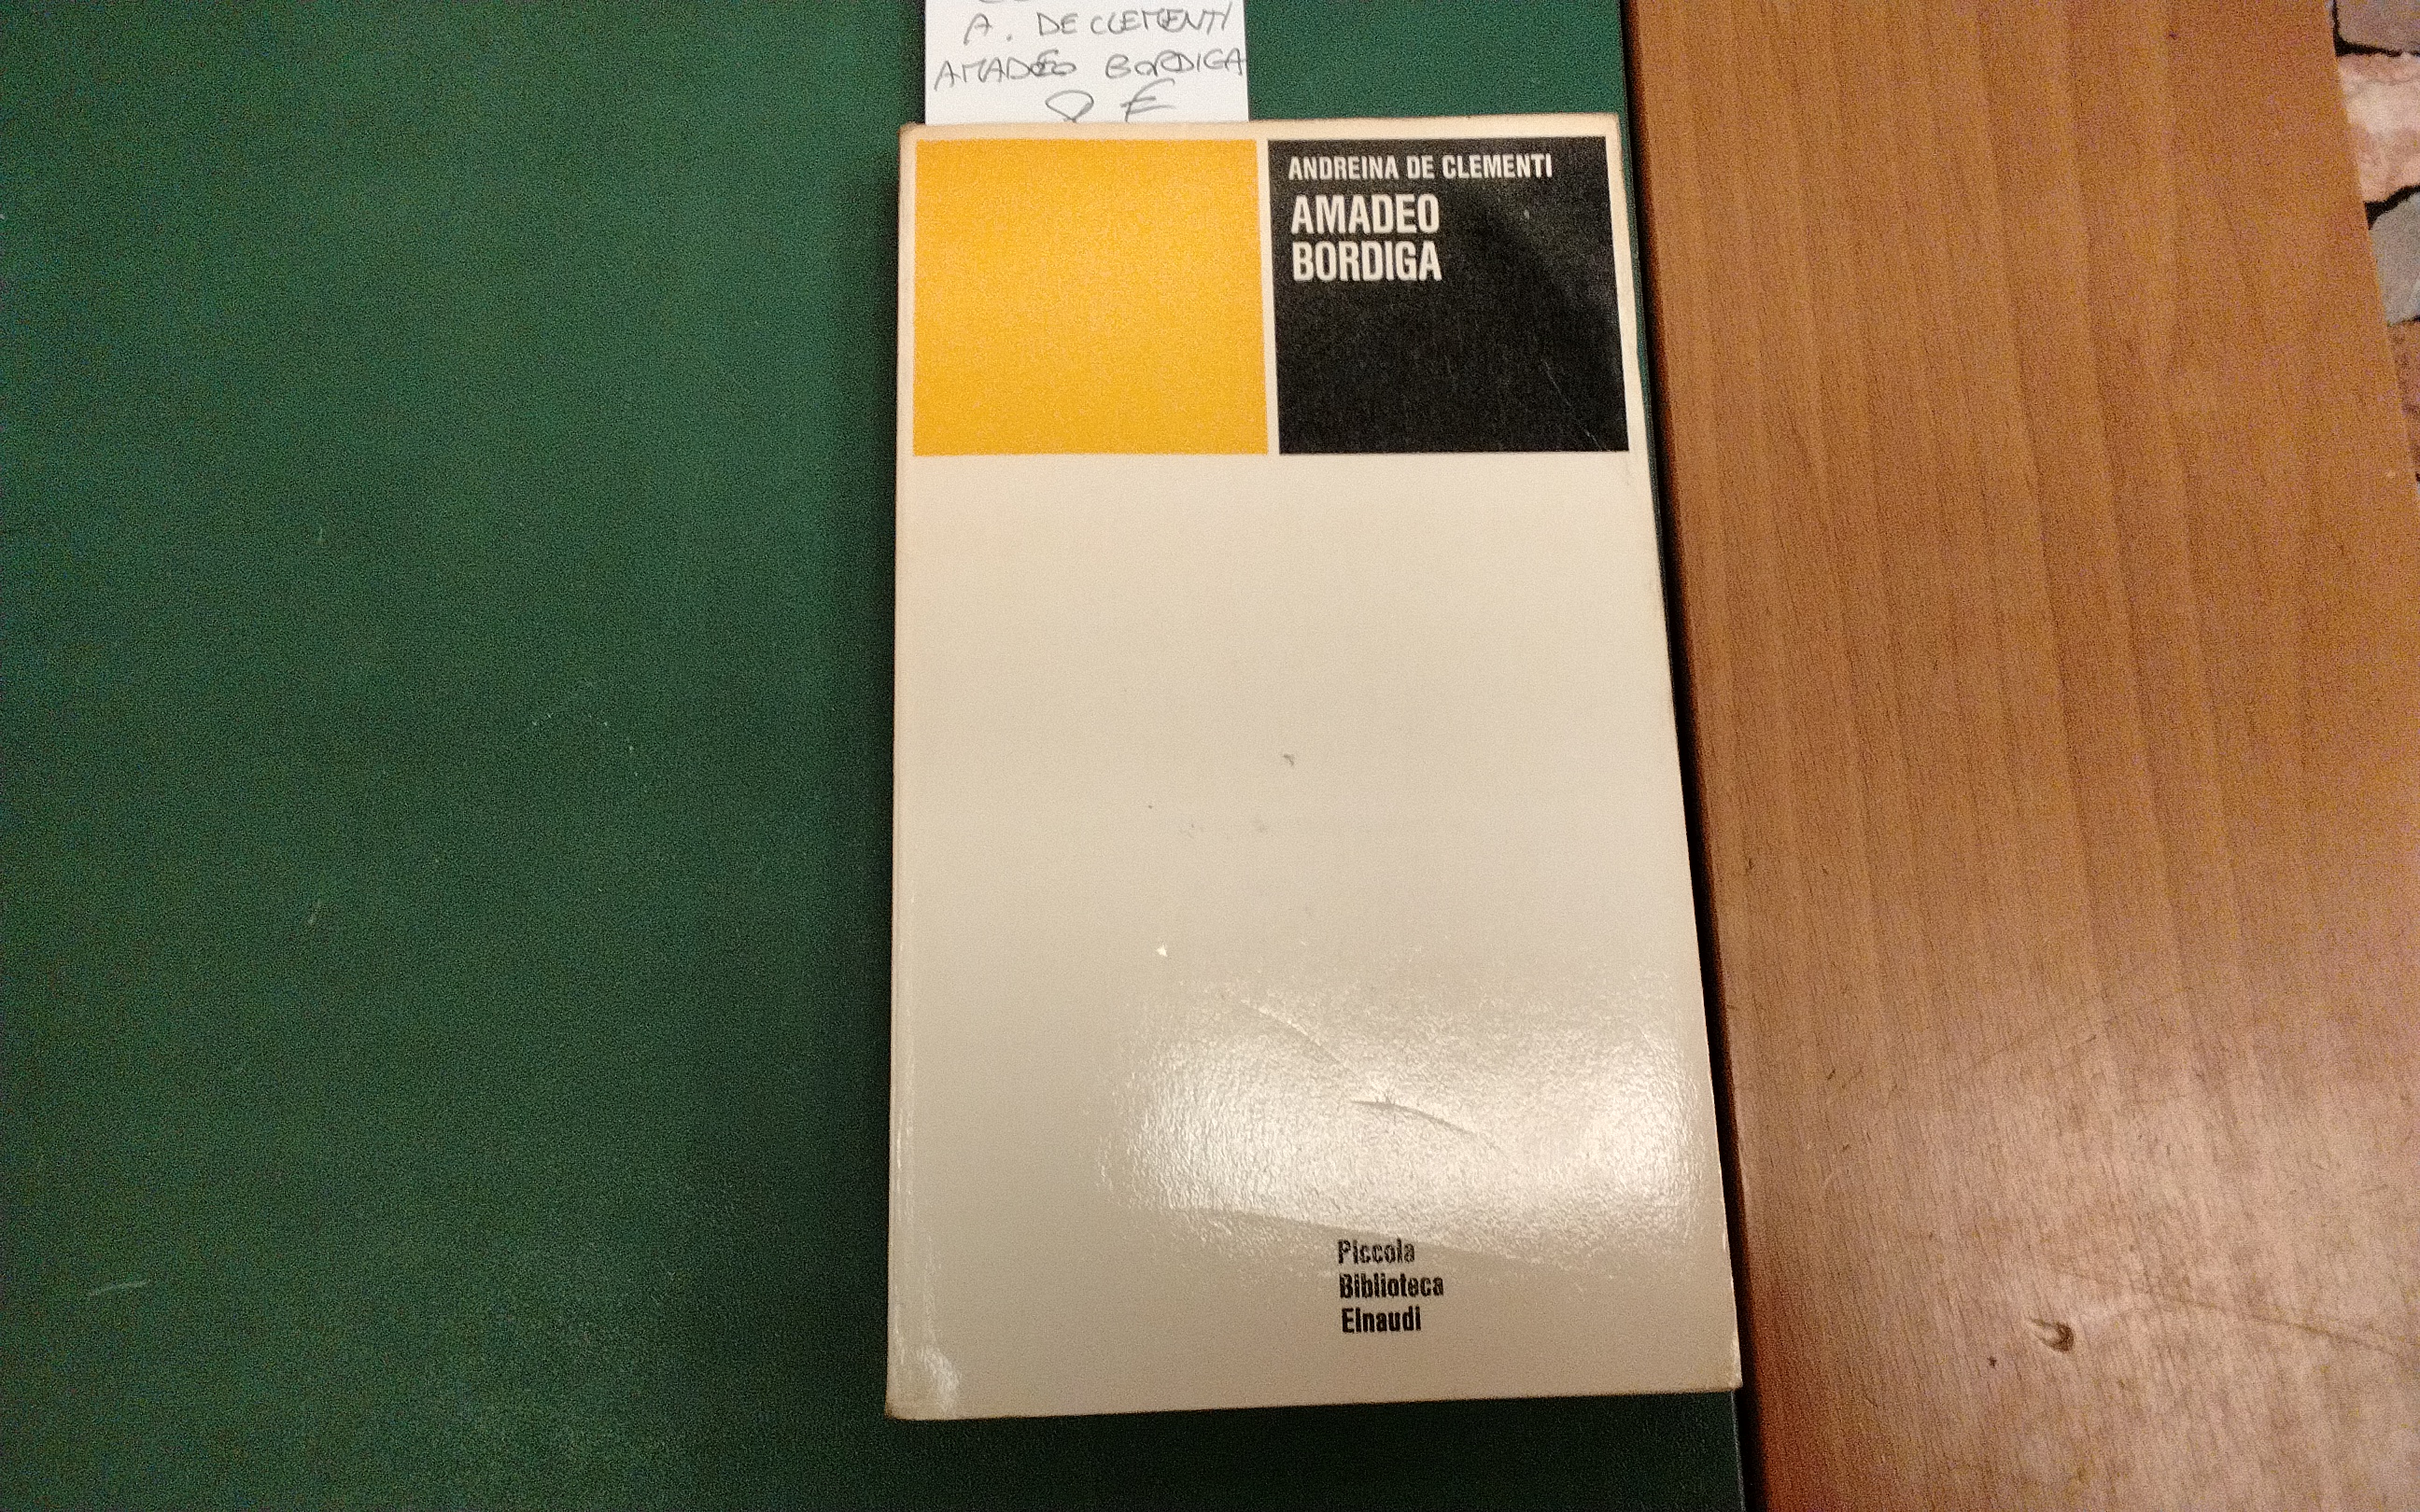 A. DE CLEMENTI
AMADEO BORDIGA
€
ANDREINA DE CLEMENTI
AMADEO
BORDIGA
Piccola
Biblioteca
Einaudi